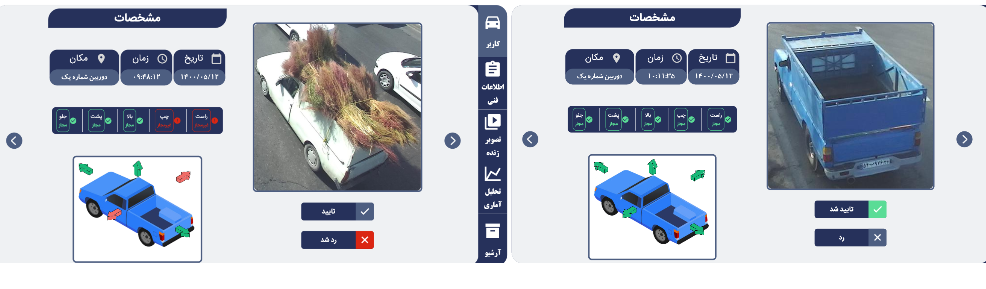 مشخصات
تاریخ
زمان
مکان
۱۴۰۰/۰۵/۱۲
۱۰:۱۱:۳۵
دوربین شماره یک
راست
چپ
بالا
پشت
جلو
مجاز
مجاز
مجاز
مجاز
مجاز
تایید شد
رد
کاربر
اطلاعات
فنی
تصویر
زنده
تحلیل
آماری
آرشیو
مشخصات
تاریخ
زمان
مکان
۱۴۰۰/۰۵/۱۲
۰۹:۴۸:۱۲
دوربین شماره یک
راست
چپ
بالا
پشت
جلو
غیرمجاز
غیرمجاز
مجاز
مجاز
مجاز
تایید
رد شد